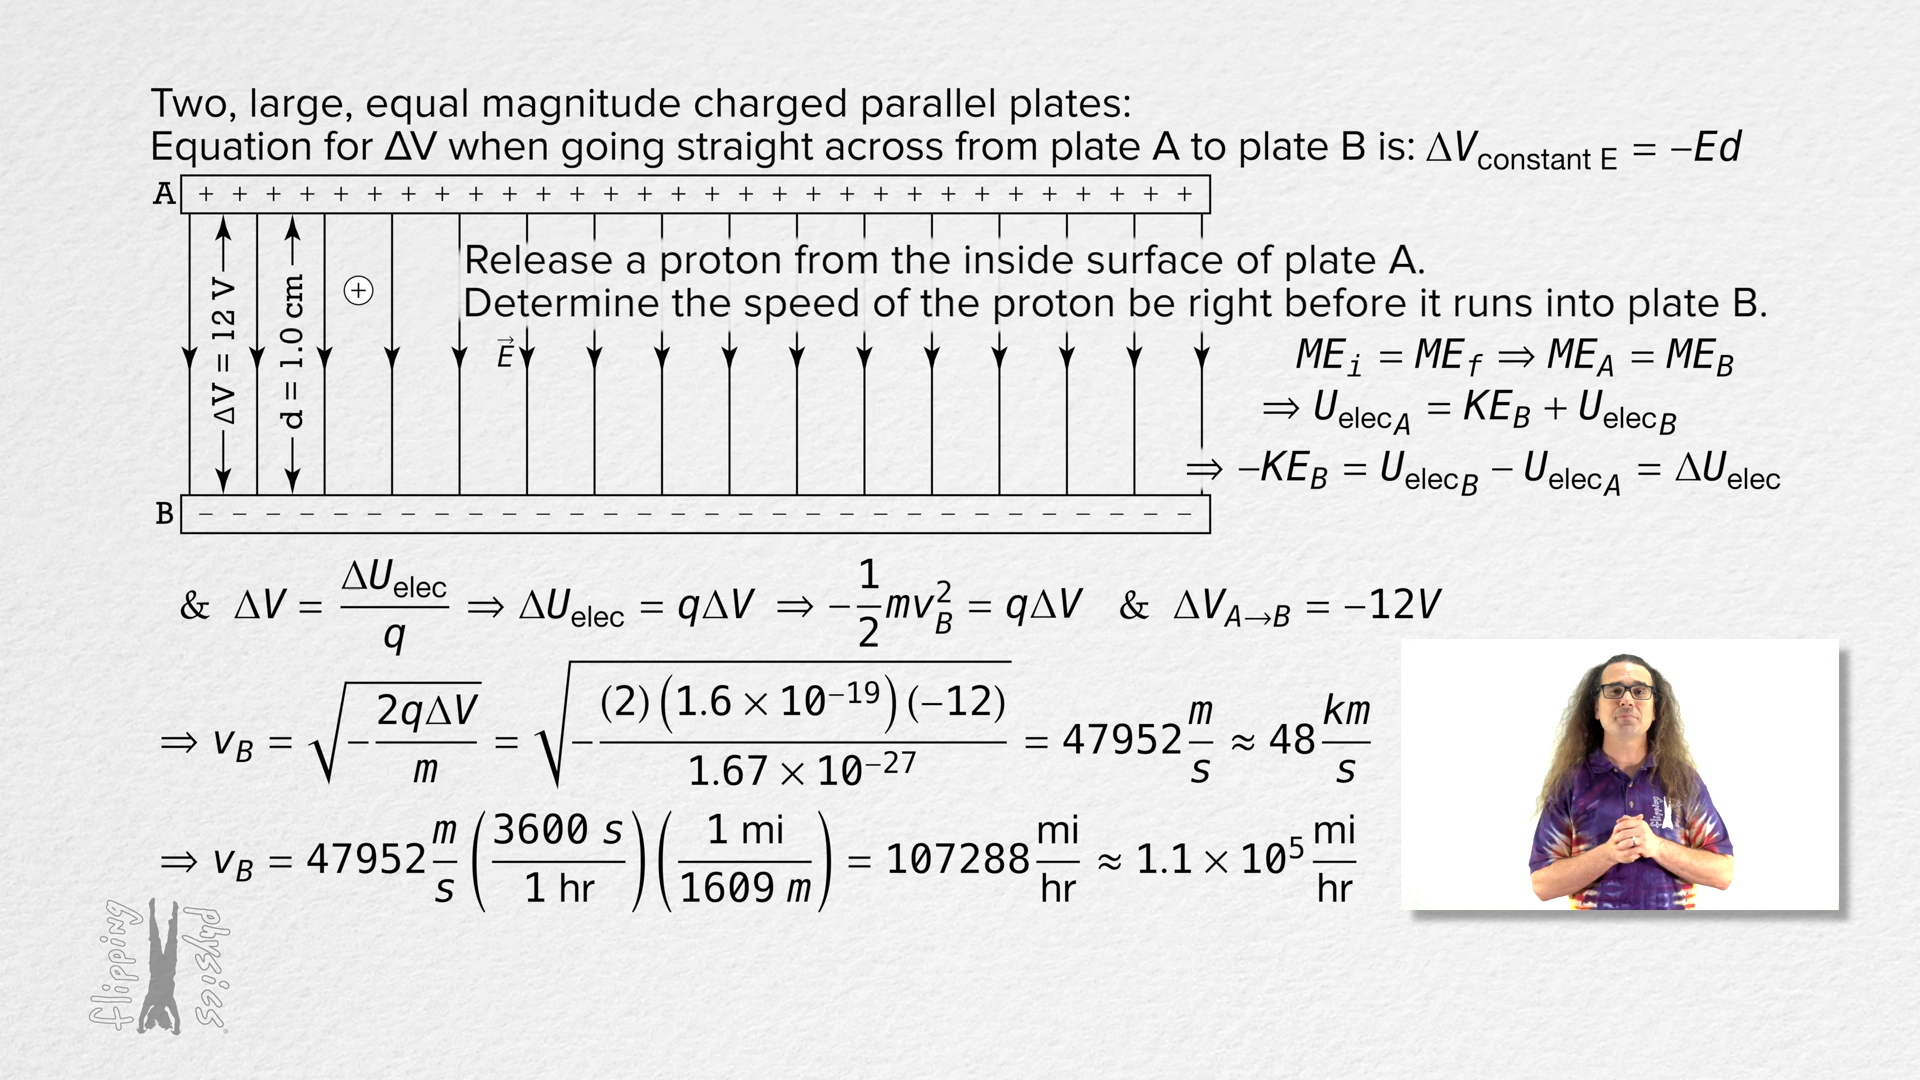 Two, large, equal magnitude charged parallel plates:
Equation for ΔV when going straight across from plate A to plate B is: ΔV_constant E = −Ed
A + + + + + + + + + + + + + + + + + + + + + + + + + + + + + +
ΔV = 12 V
d = 1.0 cm
+
Release a proton from the inside surface of plate A.
Determine the speed of the proton be right before it runs into plate B.
E⃗
ME_i = ME_f ⇒ ME_A = ME_B
⇒ U_elec_A = KE_B + U_elec_B
⇒ −KE_B = U_elec_B − U_elec_A = ΔU_elec
B − − − − − − − − − − − − − − − − − − − − − − − − − − − − − −
& ΔV = ΔU_elec / q ⇒ ΔU_elec = qΔV ⇒ −1/2 mv_B^2 = qΔV & ΔV_A→B = −12V
⇒ v_B = √(−2qΔV / m) = √(−(2)(1.6 × 10^−19)(−12) / 1.67 × 10^−27) = 47952 m/s ≈ 48 km/s
⇒ v_B = 47952 m/s (3600 s / 1 hr) (1 mi / 1609 m) = 107288 mi/hr ≈ 1.1 × 10^5 mi/hr
flipping physics